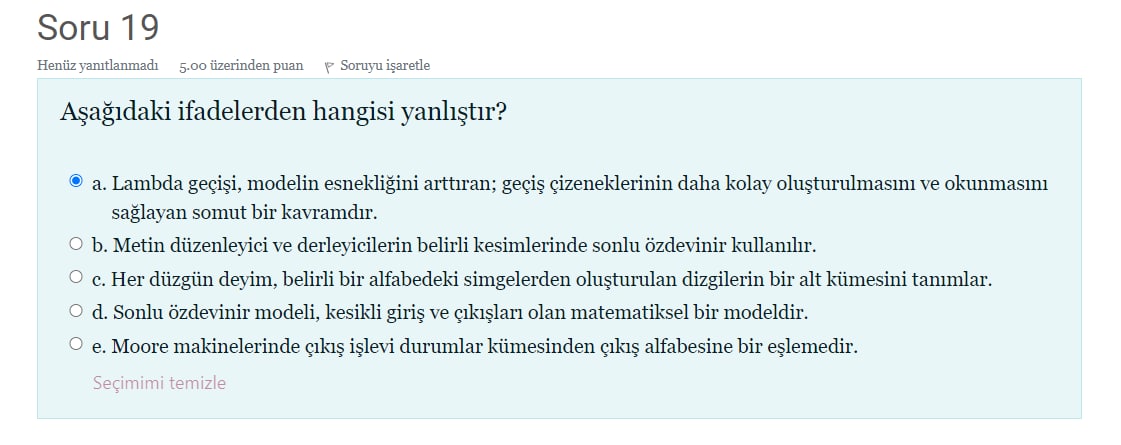 Soru 19
Henüz yanıtlanmadı 5.00 üzerinden puan Soruyu işaretle
Aşağıdaki ifadelerden hangisi yanlıştır?
a. Lambda geçişi, modelin esnekliğini arttıran; geçiş çizeneklerinin daha kolay oluşturulmasını ve okunmasını
sağlayan somut bir kavramdır.
b. Metin düzenleyici ve derleyicilerin belirli kesimlerinde sonlu özdevinir kullanılır.
c. Her düzgün deyim, belirli bir alfabedeki simgelerden oluşturulan dizgilerin bir alt kümesini tanımlar.
d. Sonlu özdevinir modeli, kesikli giriş ve çıkışları olan matematiksel bir modeldir.
e. Moore makinelerinde çıkış işlevi durumlar kümesinden çıkış alfabesine bir eşlemedir.
Seçimimi temizle